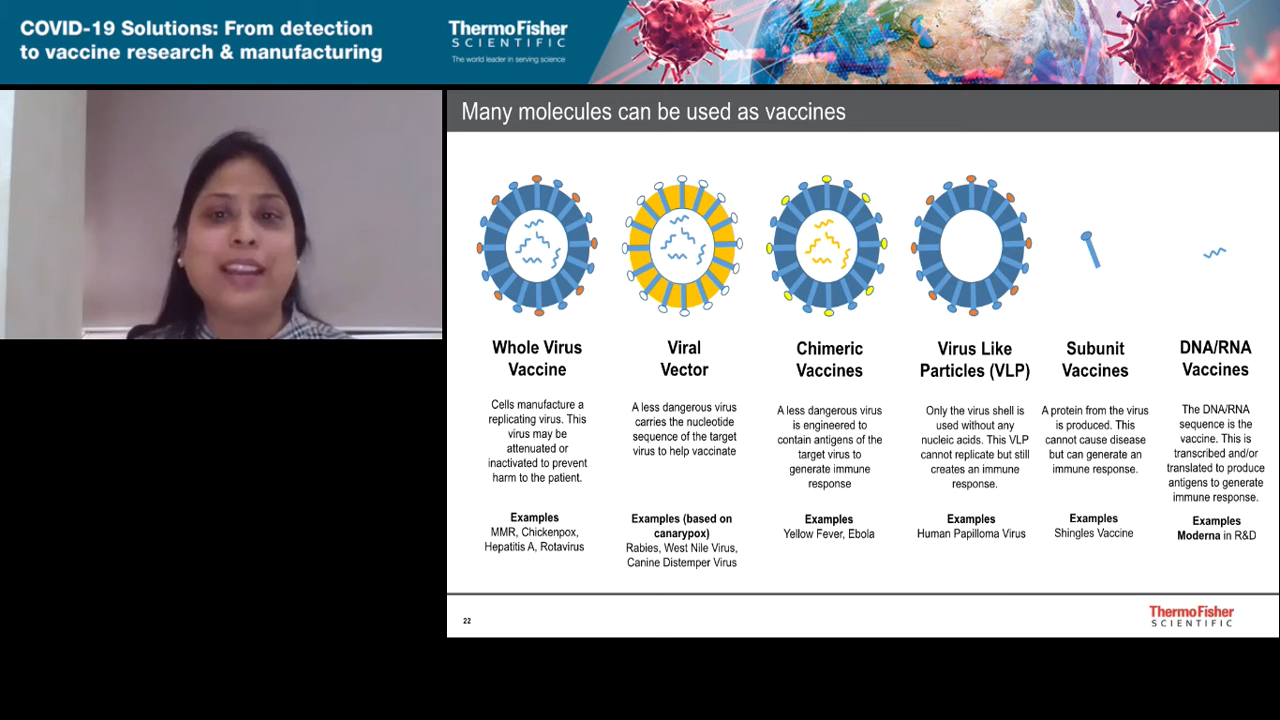 COVID-19 Solutions: From detection
to vaccine research & manufacturing
ThermoFisher
SCIENTIFIC
The world leader in serving science
Many molecules can be used as vaccines
Whole Virus
Vaccine
Cells manufacture a
replicating virus. This
virus may be
attenuated or
inactivated to prevent
harm to the patient.
Examples
MMR, Chickenpox,
Hepatitis A, Rotavirus
Viral
Vector
A less dangerous virus
carries the nucleotide
sequence of the target
virus to help vaccinate
Examples (based on
canarypox)
Rabies, West Nile Virus,
Canine Distemper Virus
Chimeric
Vaccines
A less dangerous virus
is engineered to
contain antigens of the
target virus to
generate immune
response
Examples
Yellow Fever, Ebola
Virus Like
Particles (VLP)
Only the virus shell is
used without any
nucleic acids. This VLP
cannot replicate but still
creates an immune
response.
Examples
Human Papilloma Virus
Subunit
Vaccines
A protein from the virus
is produced. This
cannot cause disease
but can generate an
immune response.
Examples
Shingles Vaccine
DNA/RNA
Vaccines
The DNA/RNA
sequence is the
vaccine. This is
transcribed and/or
translated to produce
antigens to generate
immune response.
Examples
Moderna in R&D
22
ThermoFisher
SCIENTIFIC